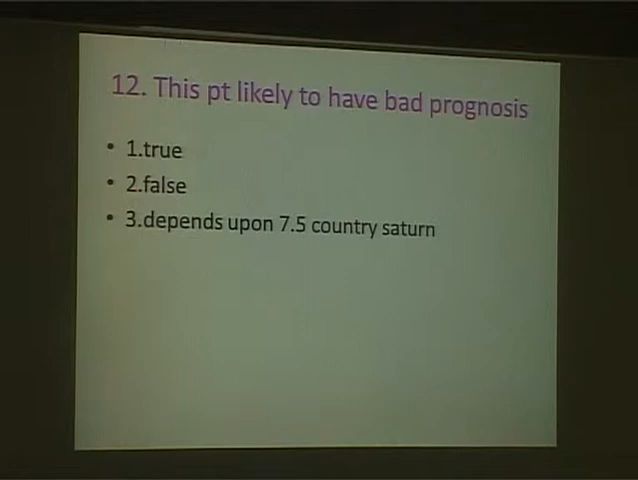 12. This pt likely to have bad prognosis
• 1.true
• 2.false
• 3.depends upon 7.5 country saturn